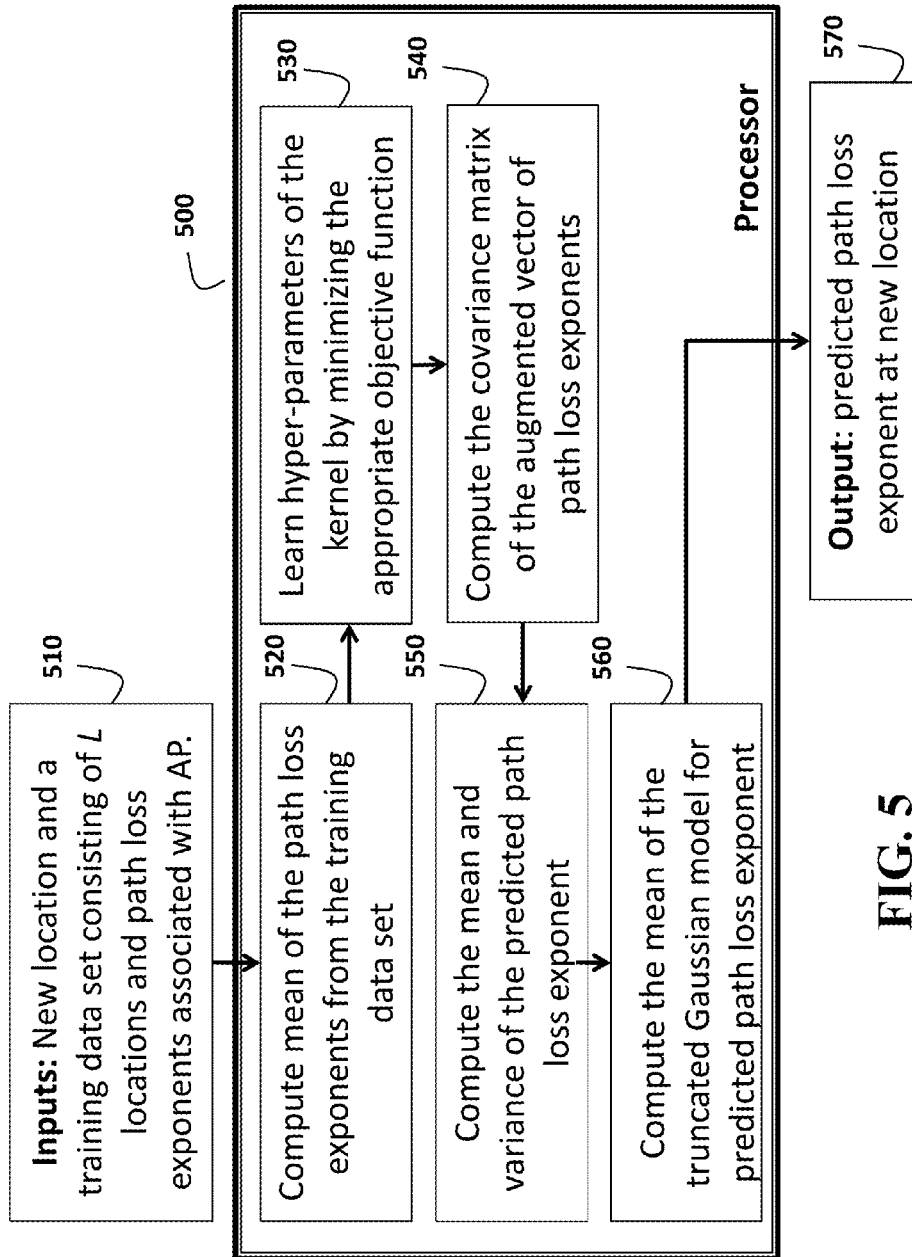 500
510
Inputs: New location and a
training data set consisting of L
locations and path loss
exponents associated with AP.
520
Compute mean of the path loss
exponents from the training
data set
530
Learn hyper-parameters of the
kernel by minimizing the
appropriate objective function
540
Compute the covariance matrix
of the augmented vector of
path loss exponents
550
Compute the mean and
variance of the predicted path
loss exponent
560
Compute the mean of the
truncated Gaussian model for
predicted path loss exponent
Processor
570
Output: predicted path loss
exponent at new location
FIG. 5